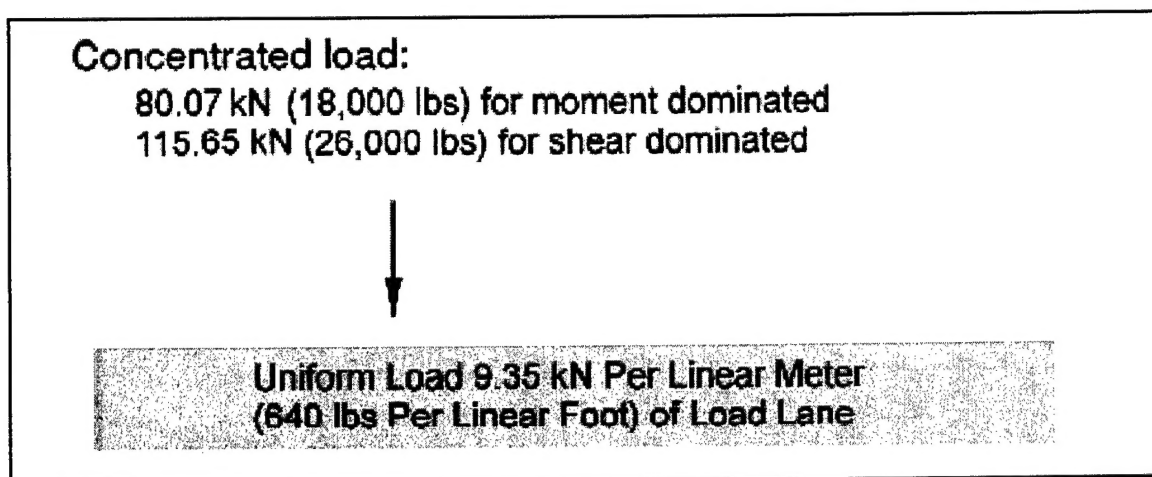 Concentrated load:
80.07 kN (18,000 lbs) for moment dominated
115.65 kN (26,000 lbs) for shear dominated
Uniform Load 9.35 kN Per Linear Meter
(640 lbs Per Linear Foot) of Load Lane